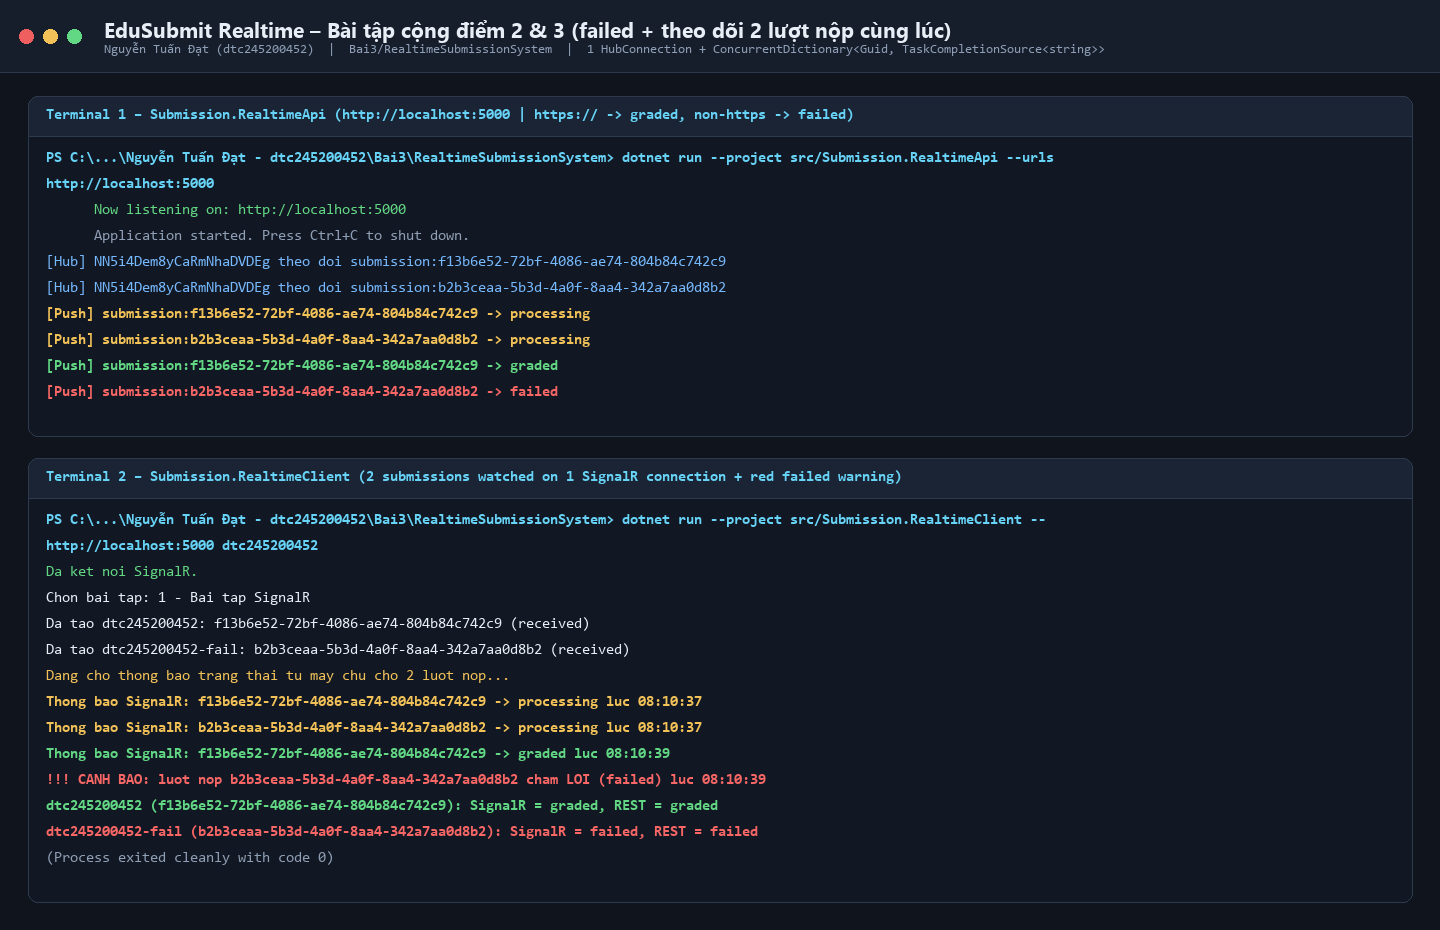 EduSubmit Realtime – Bài tập cộng điểm 2 & 3 (failed + theo dõi 2 lượt nộp cùng lúc)
Nguyễn Tuấn Đạt (dtc245200452) | Bai3/RealtimeSubmissionSystem | 1 HubConnection + ConcurrentDictionary<Guid, TaskCompletionSource<string>>
Terminal 1 – Submission.RealtimeApi (http://localhost:5000 | https:// -> graded, non-https -> failed)
PS C:\...\Nguyễn Tuấn Đạt - dtc245200452\Bai3\RealtimeSubmissionSystem> dotnet run --project src/Submission.RealtimeApi --urls
http://localhost:5000
Now listening on: http://localhost:5000
Application started. Press Ctrl+C to shut down.
[Hub] NN5i4Dem8yCaRmNhaDVDEg theo doi submission:f13b6e52-72bf-4086-ae74-804b84c742c9
[Hub] NN5i4Dem8yCaRmNhaDVDEg theo doi submission:b2b3ceaa-5b3d-4a0f-8aa4-342a7aa0d8b2
[Push] submission:f13b6e52-72bf-4086-ae74-804b84c742c9 -> processing
[Push] submission:b2b3ceaa-5b3d-4a0f-8aa4-342a7aa0d8b2 -> processing
[Push] submission:f13b6e52-72bf-4086-ae74-804b84c742c9 -> graded
[Push] submission:b2b3ceaa-5b3d-4a0f-8aa4-342a7aa0d8b2 -> failed
Terminal 2 – Submission.RealtimeClient (2 submissions watched on 1 SignalR connection + red failed warning)
PS C:\...\Nguyễn Tuấn Đạt - dtc245200452\Bai3\RealtimeSubmissionSystem> dotnet run --project src/Submission.RealtimeClient --
http://localhost:5000 dtc245200452
Da ket noi SignalR.
Chon bai tap: 1 - Bai tap SignalR
Da tao dtc245200452: f13b6e52-72bf-4086-ae74-804b84c742c9 (received)
Da tao dtc245200452-fail: b2b3ceaa-5b3d-4a0f-8aa4-342a7aa0d8b2 (received)
Dang cho thong bao trang thai tu may chu cho 2 luot nop...
Thong bao SignalR: f13b6e52-72bf-4086-ae74-804b84c742c9 -> processing luc 08:10:37
Thong bao SignalR: b2b3ceaa-5b3d-4a0f-8aa4-342a7aa0d8b2 -> processing luc 08:10:37
Thong bao SignalR: f13b6e52-72bf-4086-ae74-804b84c742c9 -> graded luc 08:10:39
!!! CANH BAO: luot nop b2b3ceaa-5b3d-4a0f-8aa4-342a7aa0d8b2 cham LOI (failed) luc 08:10:39
dtc245200452 (f13b6e52-72bf-4086-ae74-804b84c742c9): SignalR = graded, REST = graded
dtc245200452-fail (b2b3ceaa-5b3d-4a0f-8aa4-342a7aa0d8b2): SignalR = failed, REST = failed
(Process exited cleanly with code 0)